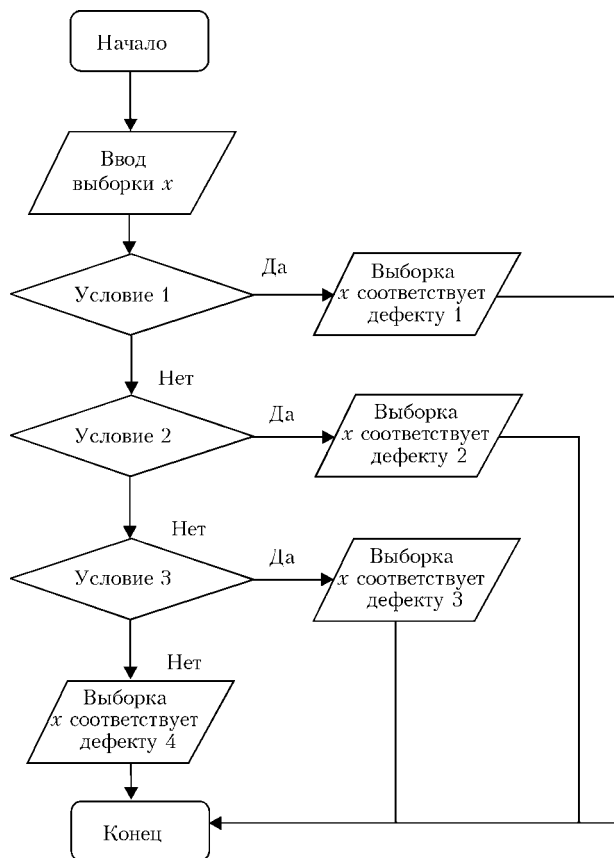 Начало
Ввод
выборки x
Условие 1
Да
Выборка
x соответствует
дефекту 1
Нет
Условие 2
Да
Выборка
x соответствует
дефекту 2
Нет
Условие 3
Да
Выборка
x соответствует
дефекту 3
Нет
Выборка
x соответствует
дефекту 4
Конец